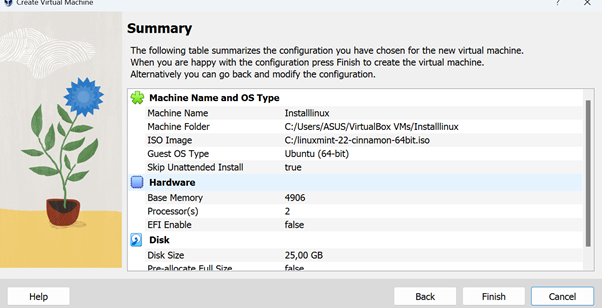 Create Virtual Machine
? ×
Summary
The following table summarizes the configuration you have chosen for the new virtual machine.
When you are happy with the configuration press Finish to create the virtual machine.
Alternatively you can go back and modify the configuration.
Machine Name and OS Type
Machine Name Installlinux
Machine Folder C:/Users/ASUS/VirtualBox VMs/Installlinux
ISO Image C:/linuxmint-22-cinnamon-64bit.iso
Guest OS Type Ubuntu (64-bit)
Skip Unattended Install true
Hardware
Base Memory 4906
Processor(s) 2
EFI Enable false
Disk
Disk Size 25,00 GB
Pre-allocate Full Size false
Help Back Finish Cancel